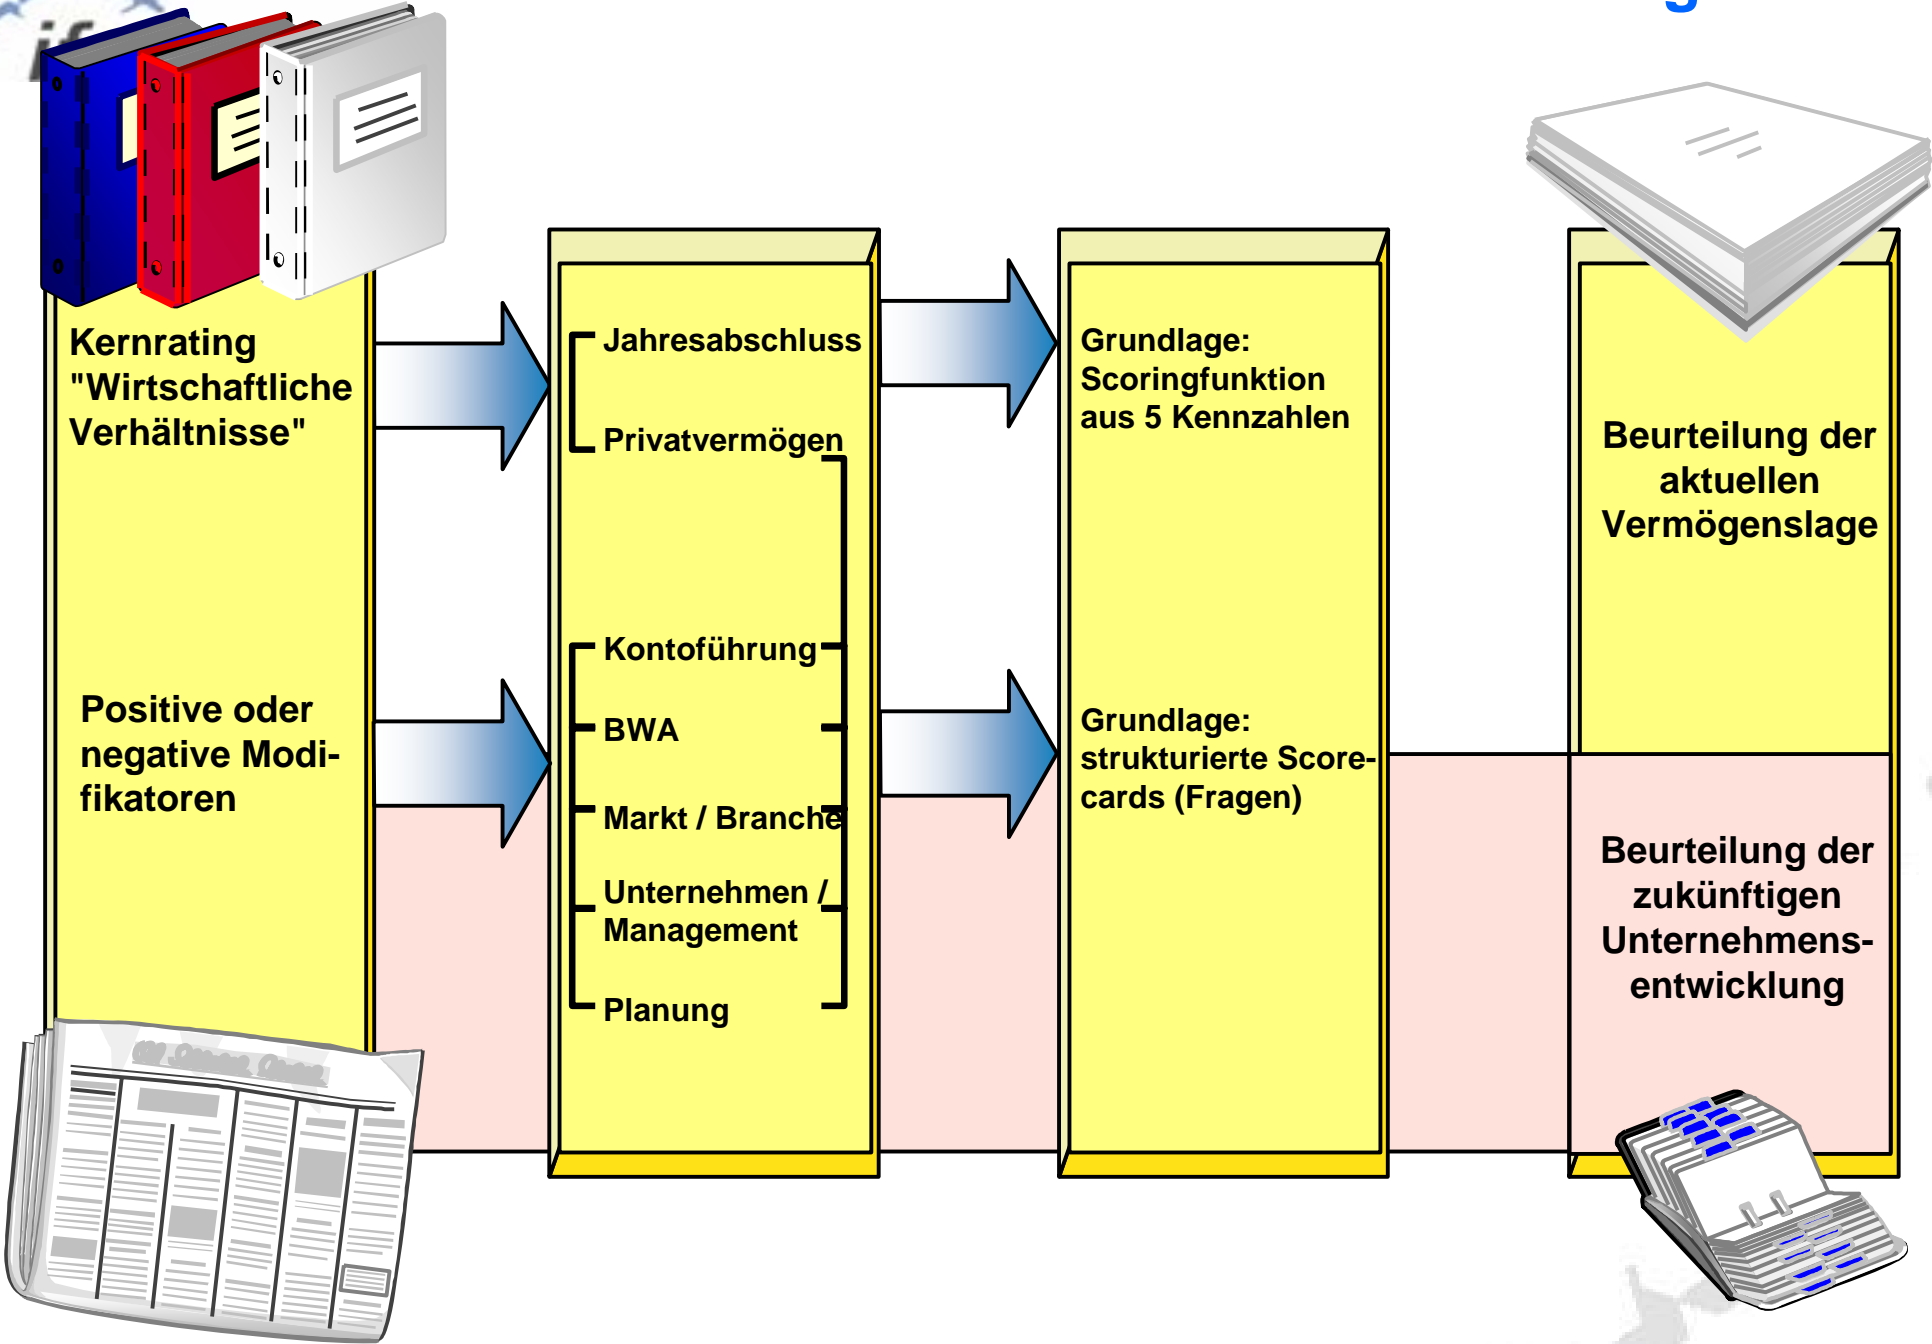 Kernrating
"Wirtschaftliche
Verhältnisse"
Positive oder
negative Modi-
fikatoren
Jahresabschluss
Privatvermögen
Kontoführung
BWA
Markt / Branche
Unternehmen /
Management
Planung
Grundlage:
Scoringfunktion
aus 5 Kennzahlen
Grundlage:
strukturierte Score-
cards (Fragen)
Beurteilung der
aktuellen
Vermögenslage
Beurteilung der
zukünftigen
Unternehmens-
entwicklung